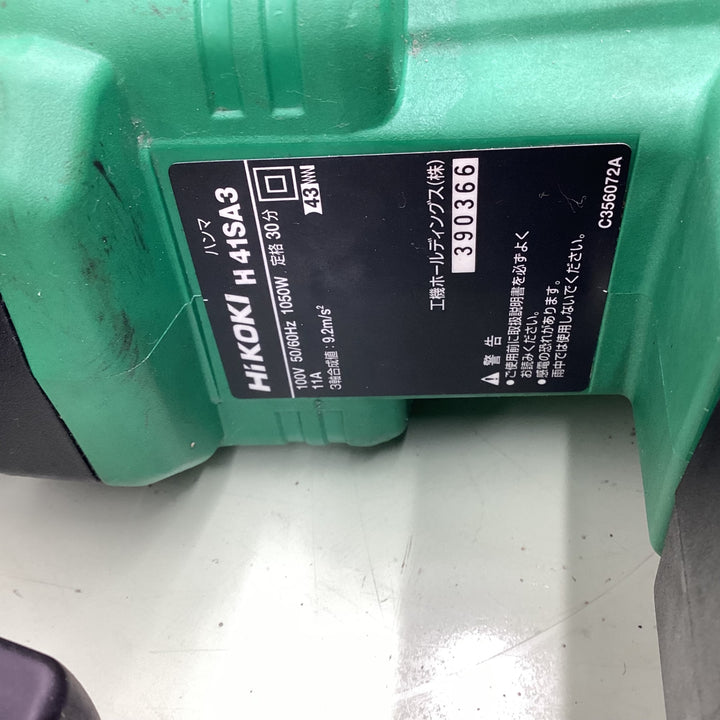 ハンマ
HiKOKI H 41SA3
100V 50/60Hz 1050W 定格 30分
11A
3軸合成値：9.2m/s²
43
工機ホールディングス(株)
390366
⚠ 警告
●ご使用前に取扱説明書を必ずよく
お読みください。
●感電の恐れがあります。
雨中では使用しないでください。
C356072A